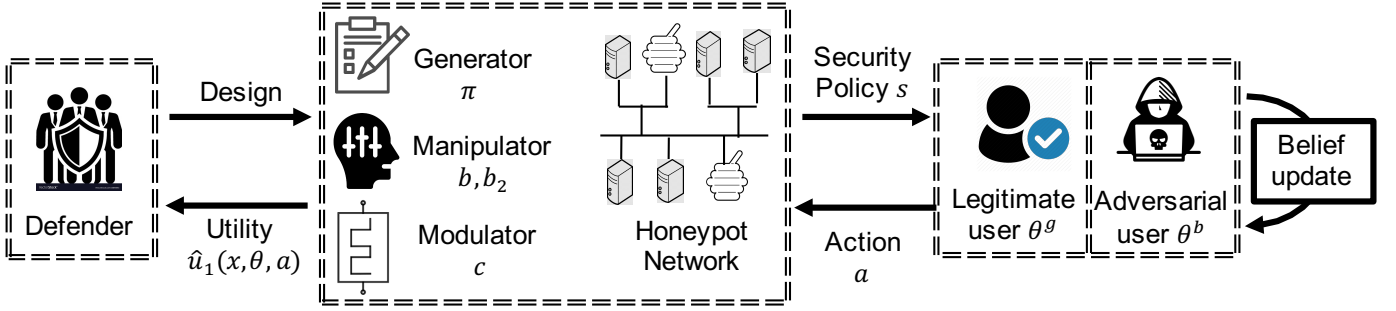 Defender
Design
Utility
û₁(x, θ, a)
Generator
π
Manipulator
b, b₂
Modulator
c
Honeypot
Network
Security
Policy s
Action
a
Legitimate
user θᵍ
Adversarial
user θᵇ
Belief
update